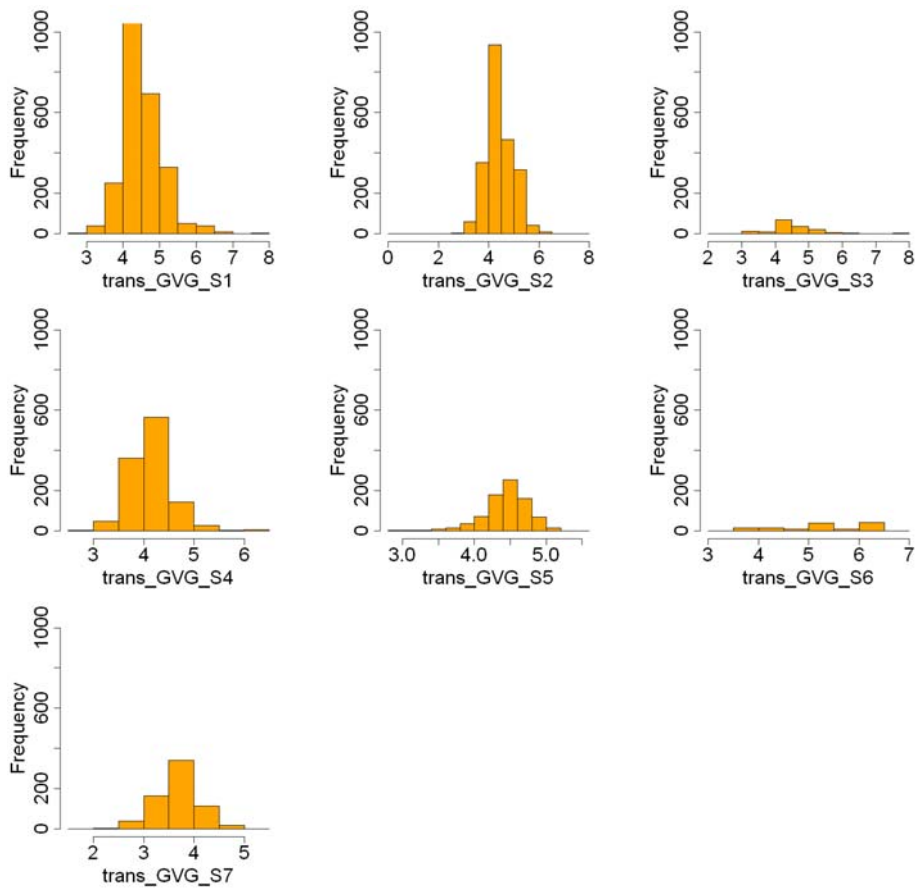 Frequency
0 200 600 1000
3 4 5 6 7 8
trans_GVG_S1
Frequency
0 200 600 1000
0 2 4 6 8
trans_GVG_S2
Frequency
0 200 600 1000
2 3 4 5 6 7 8
trans_GVG_S3
Frequency
0 200 600 1000
3 4 5 6
trans_GVG_S4
Frequency
0 200 600 1000
3.0 4.0 5.0
trans_GVG_S5
Frequency
0 200 600 1000
3 4 5 6 7
trans_GVG_S6
Frequency
0 200 600 1000
2 3 4 5
trans_GVG_S7